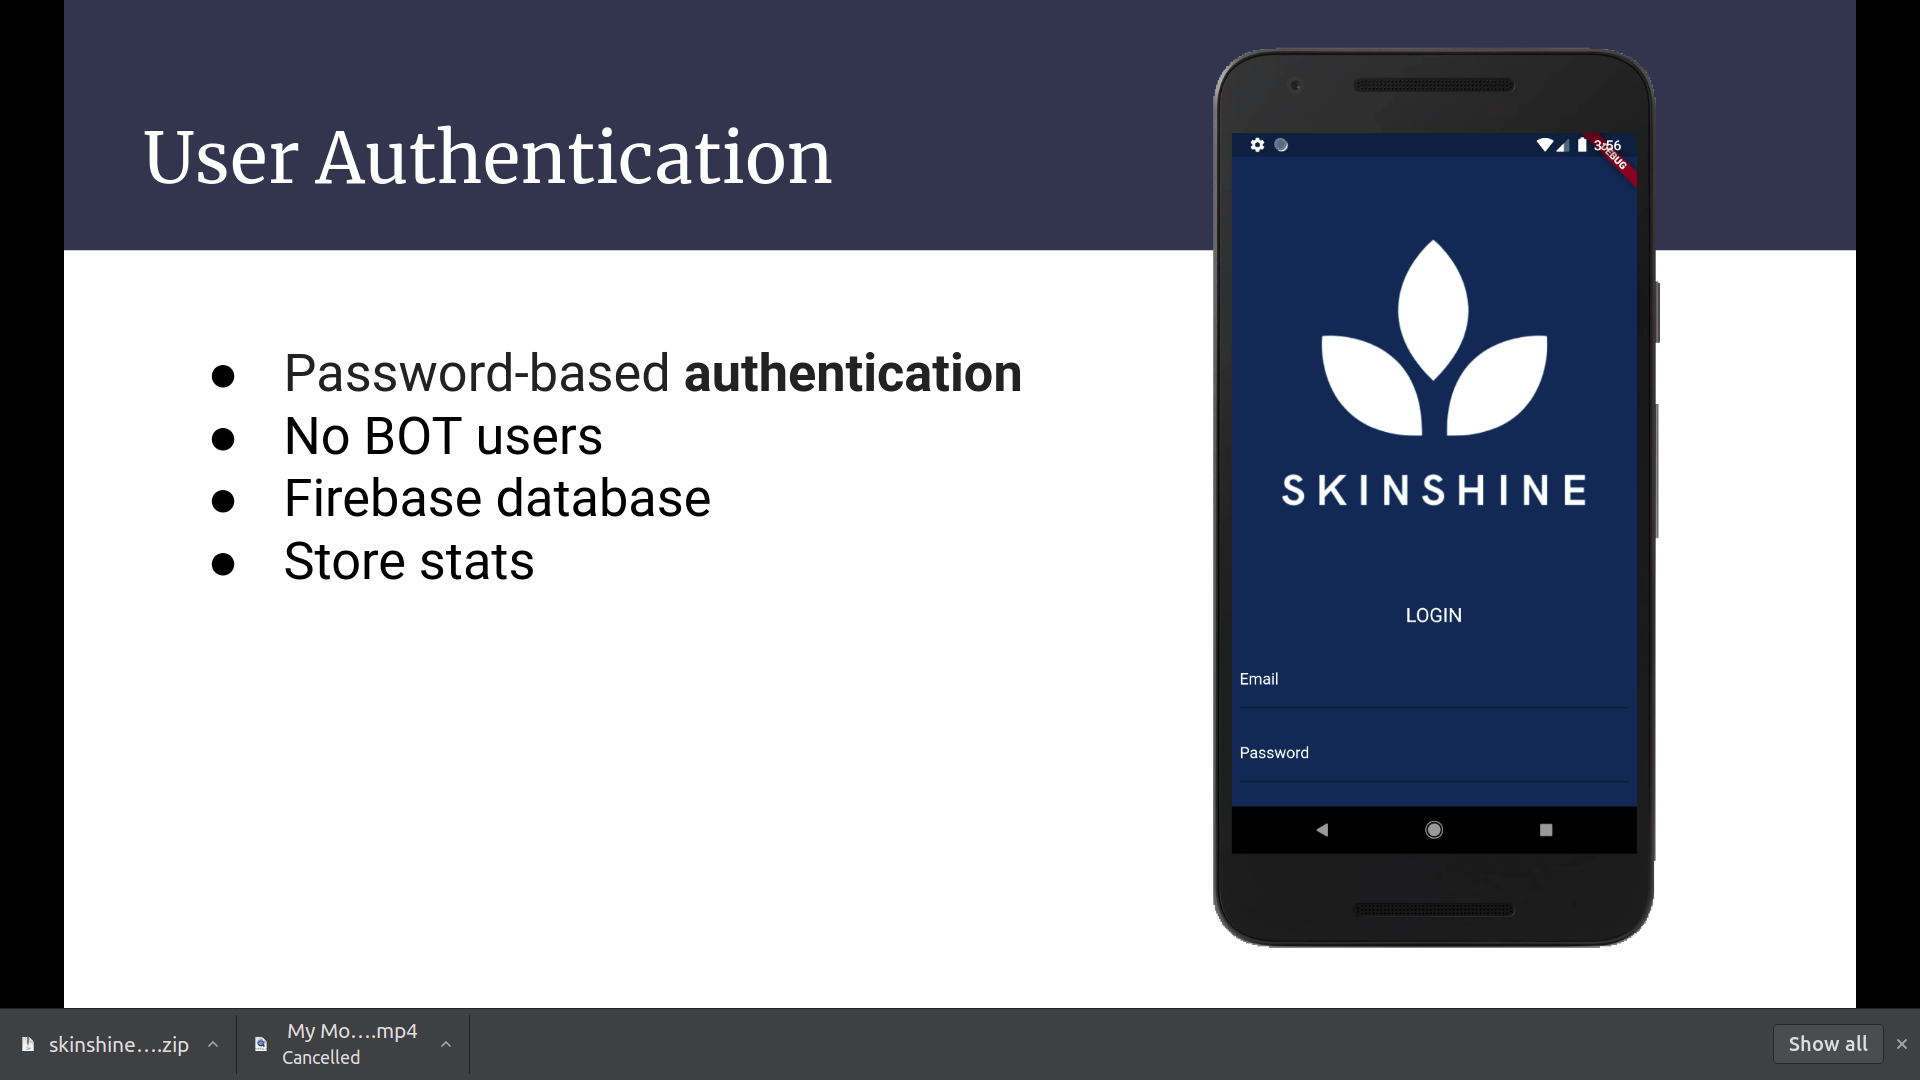 User Authentication
● Password-based authentication
● No BOT users
● Firebase database
● Store stats
3:56
DEBUG
SKINSHINE
LOGIN
Email
Password
skinshine....zip
My Mo....mp4
Cancelled
Show all